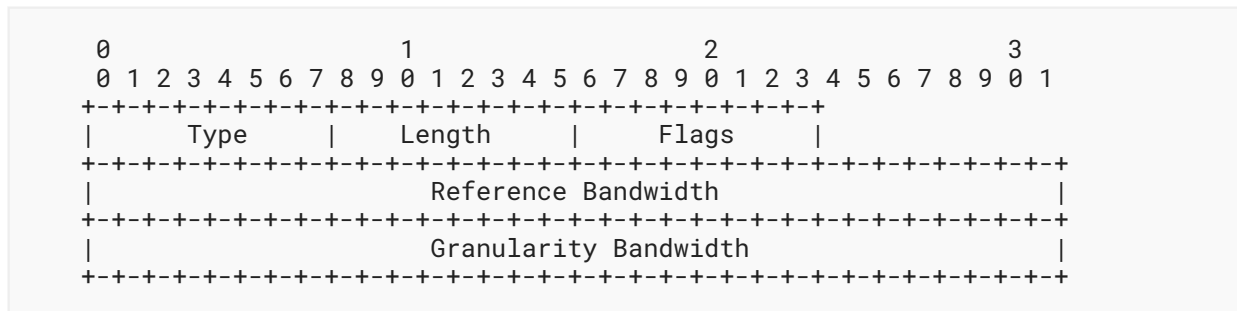 0                   1                   2                   3
 0 1 2 3 4 5 6 7 8 9 0 1 2 3 4 5 6 7 8 9 0 1 2 3 4 5 6 7 8 9 0 1
+-+-+-+-+-+-+-+-+-+-+-+-+-+-+-+-+-+-+-+-+-+-+-+-+
|      Type     |    Length     |     Flags     |
+-+-+-+-+-+-+-+-+-+-+-+-+-+-+-+-+-+-+-+-+-+-+-+-+-+-+-+-+-+-+-+-+
|                      Reference Bandwidth                      |
+-+-+-+-+-+-+-+-+-+-+-+-+-+-+-+-+-+-+-+-+-+-+-+-+-+-+-+-+-+-+-+-+
|                      Granularity Bandwidth                    |
+-+-+-+-+-+-+-+-+-+-+-+-+-+-+-+-+-+-+-+-+-+-+-+-+-+-+-+-+-+-+-+-+